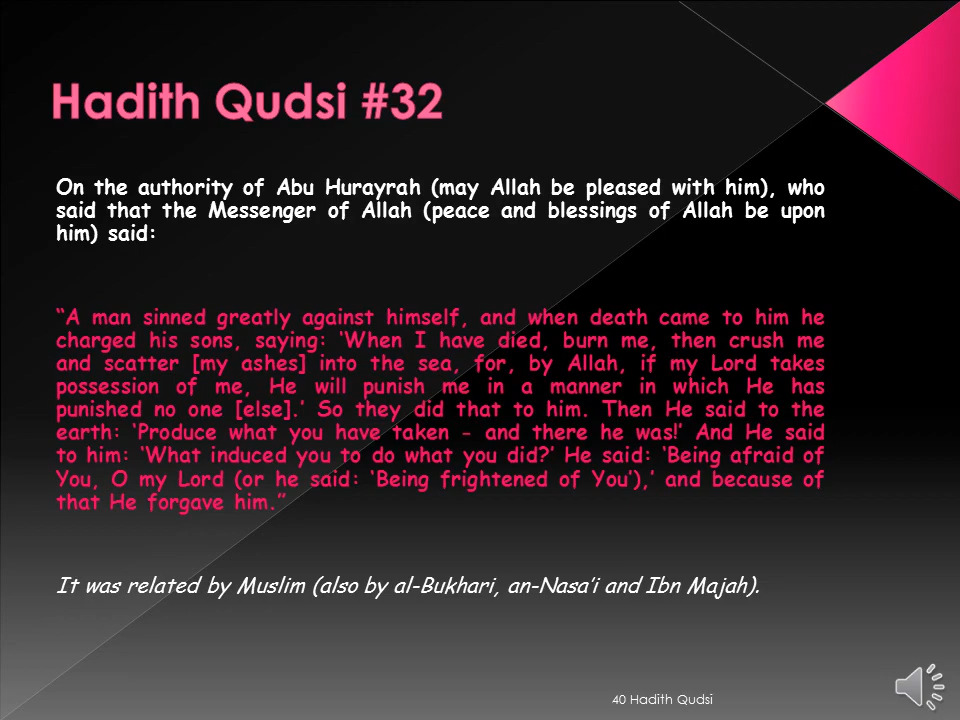 Hadith Qudsi #32
On the authority of Abu Hurayrah (may Allah be pleased with him), who
said that the Messenger of Allah (peace and blessings of Allah be upon
him) said:
“A man sinned greatly against himself, and when death came to him he
charged his sons, saying: ‘When I have died, burn me, then crush me
and scatter [my ashes] into the sea, for, by Allah, if my Lord takes
possession of me, He will punish me in a manner in which He has
punished no one [else].’ So they did that to him. Then He said to the
earth: ‘Produce what you have taken - and there he was!’ And He said
to him: ‘What induced you to do what you did?’ He said: ‘Being afraid of
You, O my Lord (or he said: ‘Being frightened of You’),’ and because of
that He forgave him.”
It was related by Muslim (also by al-Bukhari, an-Nasa’i and Ibn Majah).
40 Hadith Qudsi